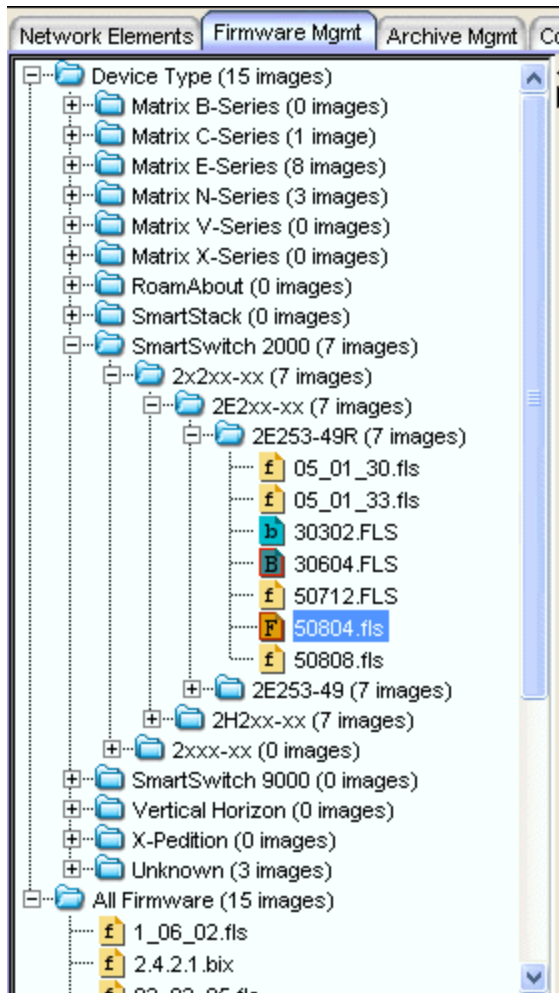 Network Elements Firmware Mgmt Archive Mgmt
Device Type (15 images)
Matrix B-Series (0 images)
Matrix C-Series (1 image)
Matrix E-Series (8 images)
Matrix N-Series (3 images)
Matrix V-Series (0 images)
Matrix X-Series (0 images)
RoamAbout (0 images)
SmartStack (0 images)
SmartSwitch 2000 (7 images)
2x2xx-xx (7 images)
2E2xx-xx (7 images)
2E253-49R (7 images)
f 05_01_30.fls
f 05_01_33.fls
b 30302.FLS
B 30604.FLS
f 50712.FLS
F 50804.fls
f 50808.fls
2E253-49 (7 images)
2H2xx-xx (7 images)
2xxx-xx (0 images)
SmartSwitch 9000 (0 images)
Vertical Horizon (0 images)
X-Pedition (0 images)
Unknown (3 images)
All Firmware (15 images)
f 1_06_02.fls
f 2.4.2.1.bix